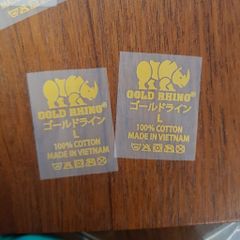 GOLD RHINO®
ゴールドライン
L
100% COTTON
MADE IN VIETNAM
GOLD RHINO®
ゴールドライン
L
100% COTTON
MADE IN VIETNAM